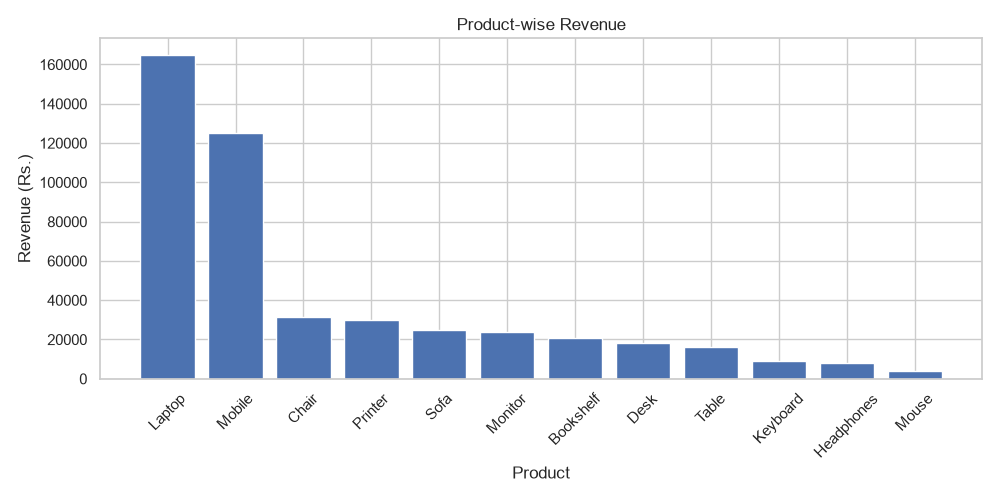 Product-wise Revenue
Revenue (Rs.)
160000
140000
120000
100000
80000
60000
40000
20000
0
Laptop
Mobile
Chair
Printer
Sofa
Monitor
Bookshelf
Desk
Table
Keyboard
Headphones
Mouse
Product